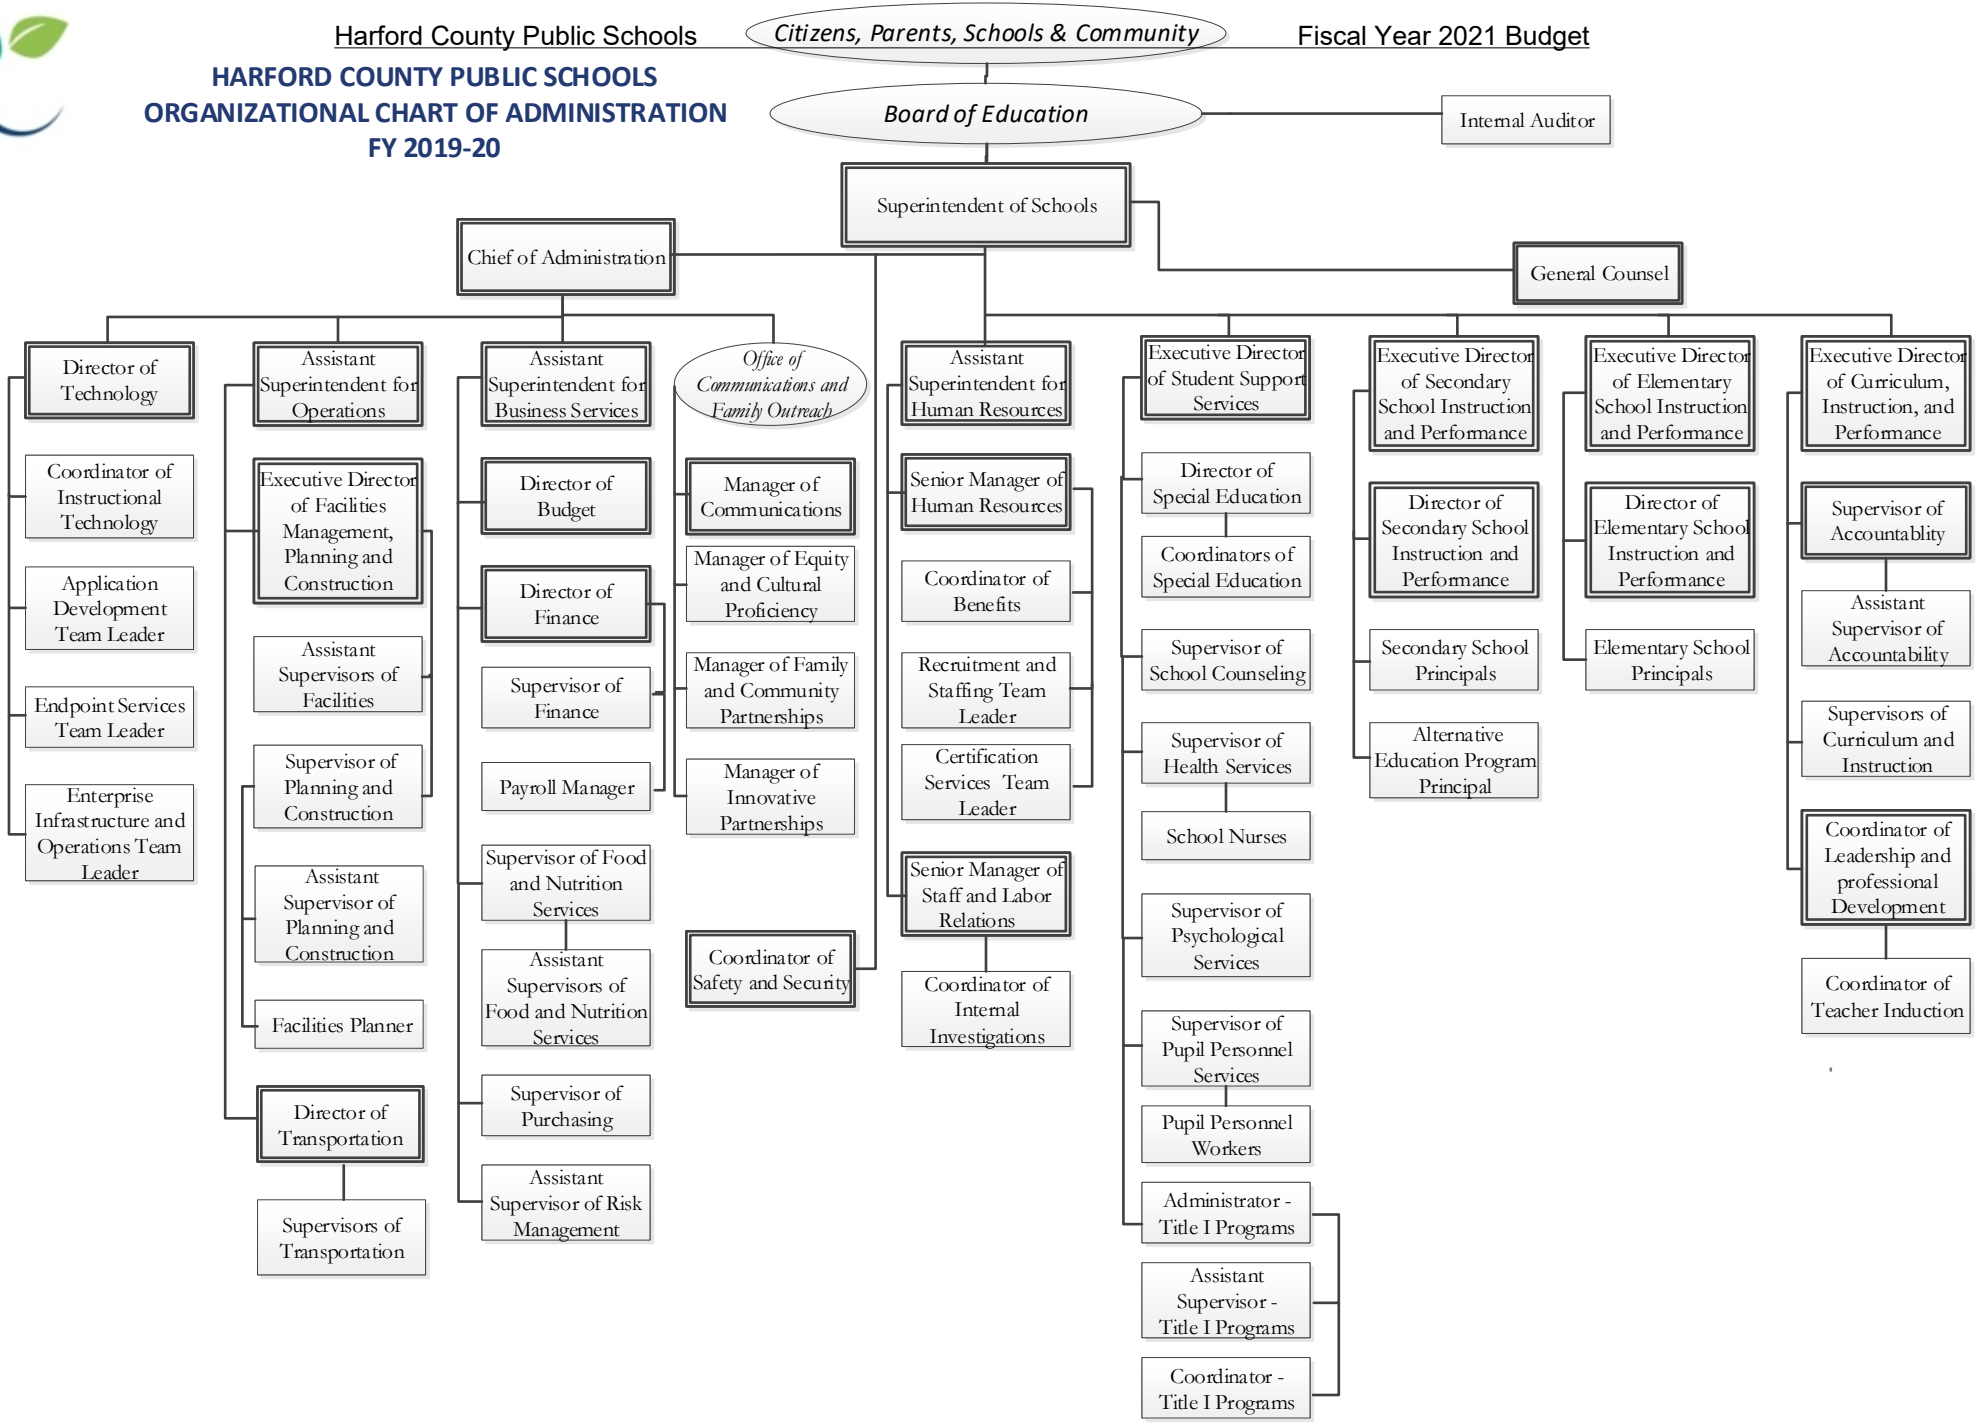 Harford County Public Schools
Citizens, Parents, Schools & Community
Fiscal Year 2021 Budget
HARFORD COUNTY PUBLIC SCHOOLS
ORGANIZATIONAL CHART OF ADMINISTRATION
FY 2019-20
Board of Education
Internal Auditor
Superintendent of Schools
Chief of Administration
General Counsel
Director of
Technology
Coordinator of
Instructional
Technology
Application
Development
Team Leader
Endpoint Services
Team Leader
Enterprise
Infrastructure and
Operations Team
Leader
Assistant
Superintendent for
Operations
Executive Director
of Facilities
Management,
Planning and
Construction
Assistant
Supervisors of
Facilities
Supervisor of
Planning and
Construction
Assistant
Supervisor of
Planning and
Construction
Facilities Planner
Director of
Transportation
Supervisors of
Transportation
Assistant
Superintendent for
Business Services
Director of
Budget
Director of
Finance
Supervisor of
Finance
Payroll Manager
Supervisor of Food
and Nutrition
Services
Assistant
Supervisors of
Food and Nutrition
Services
Supervisor of
Purchasing
Assistant
Supervisor of Risk
Management
Office of
Communications and
Family Outreach
Manager of
Communications
Manager of Equity
and Cultural
Proficiency
Manager of Family
and Community
Partnerships
Manager of
Innovative
Partnerships
Coordinator of
Safety and Security
Assistant
Superintendent for
Human Resources
Senior Manager of
Human Resources
Coordinator of
Benefits
Recruitment and
Staffing Team
Leader
Certification
Services Team
Leader
Senior Manager of
Staff and Labor
Relations
Coordinator of
Internal
Investigations
Executive Director
of Student Support
Services
Director of
Special Education
Coordinators of
Special Education
Supervisor of
School Counseling
Supervisor of
Health Services
School Nurses
Supervisor of
Psychological
Services
Supervisor of
Pupil Personnel
Services
Pupil Personnel
Workers
Administrator -
Title I Programs
Assistant
Supervisor -
Title I Programs
Coordinator -
Title I Programs
Executive Director
of Secondary
School Instruction
and Performance
Director of
Secondary School
Instruction and
Performance
Secondary School
Principals
Alternative
Education Program
Principal
Executive Director
of Elementary
School Instruction
and Performance
Director of
Elementary School
Instruction and
Performance
Elementary School
Principals
Executive Director
of Curriculum,
Instruction, and
Performance
Supervisor of
Accountablity
Assistant
Supervisor of
Accountability
Supervisors of
Curriculum and
Instruction
Coordinator of
Leadership and
professional
Development
Coordinator of
Teacher Induction